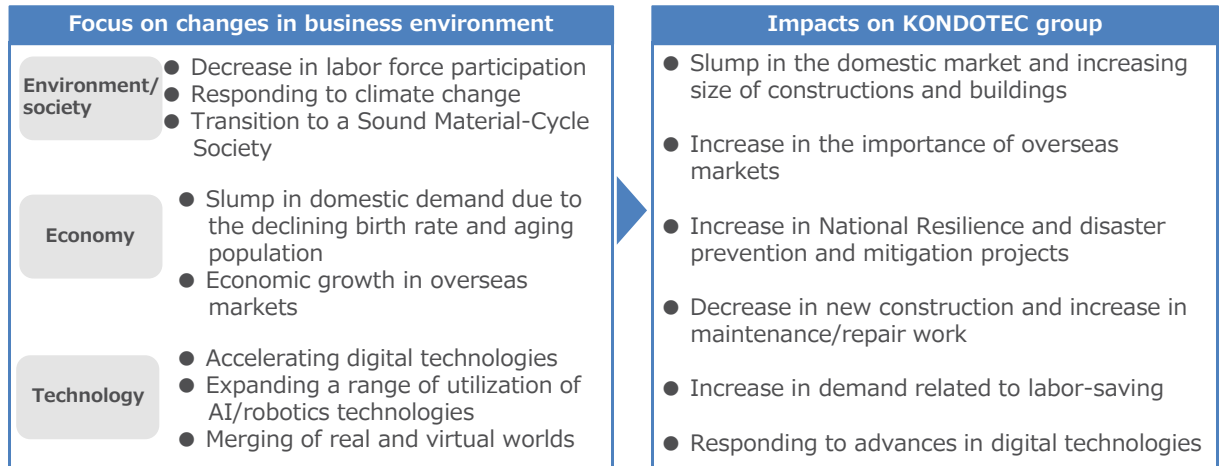 Focus on changes in business environment
Environment/
society
● Decrease in labor force participation
● Responding to climate change
● Transition to a Sound Material-Cycle
Society
Economy
● Slump in domestic demand due to
the declining birth rate and aging
population
● Economic growth in overseas
markets
Technology
● Accelerating digital technologies
● Expanding a range of utilization of
AI/robotics technologies
● Merging of real and virtual worlds
Impacts on KONDOTEC group
● Slump in the domestic market and increasing
size of constructions and buildings
● Increase in the importance of overseas
markets
● Increase in National Resilience and disaster
prevention and mitigation projects
● Decrease in new construction and increase in
maintenance/repair work
● Increase in demand related to labor-saving
● Responding to advances in digital technologies